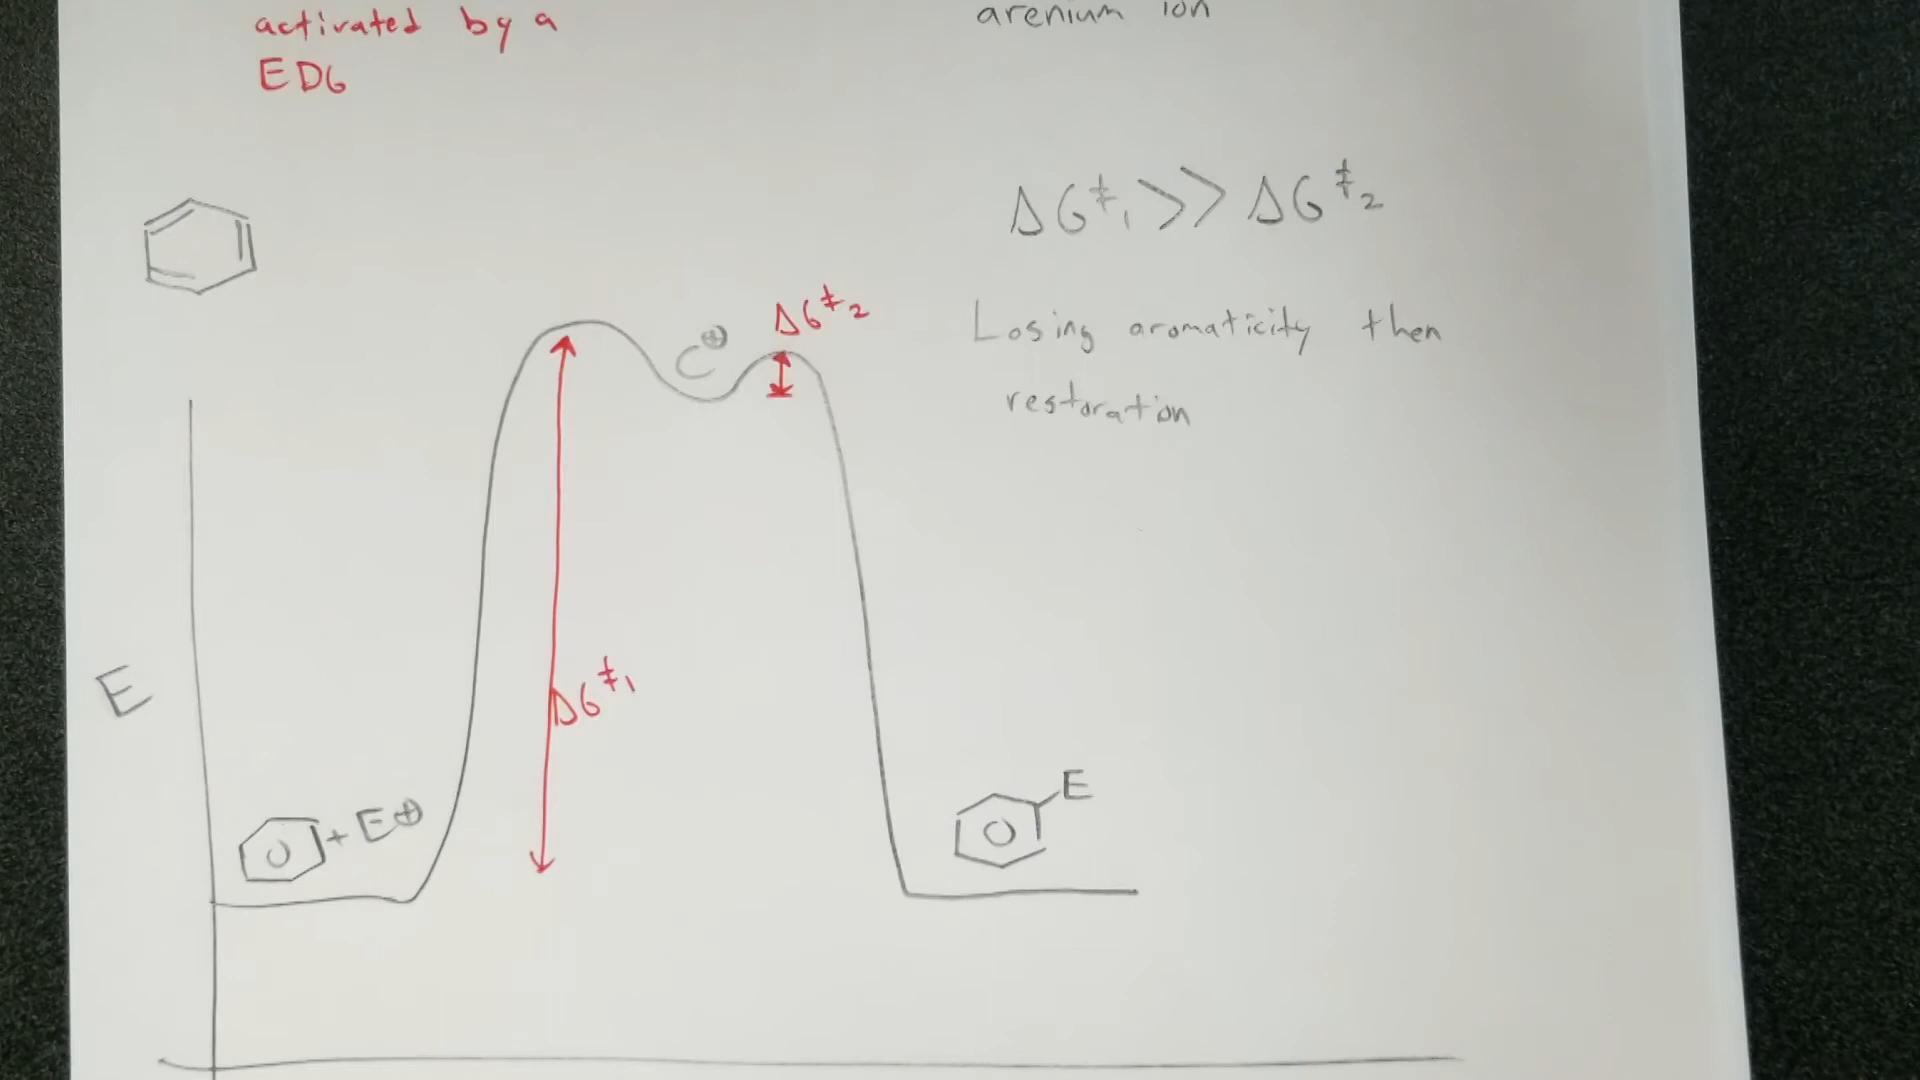 activated by a
EDG
arenium ion
ΔG‡₁ >> ΔG‡₂
Losing aromaticity then
restoration
ΔG‡₂
C⊕
ΔG‡₁
E
+ E⊕
E